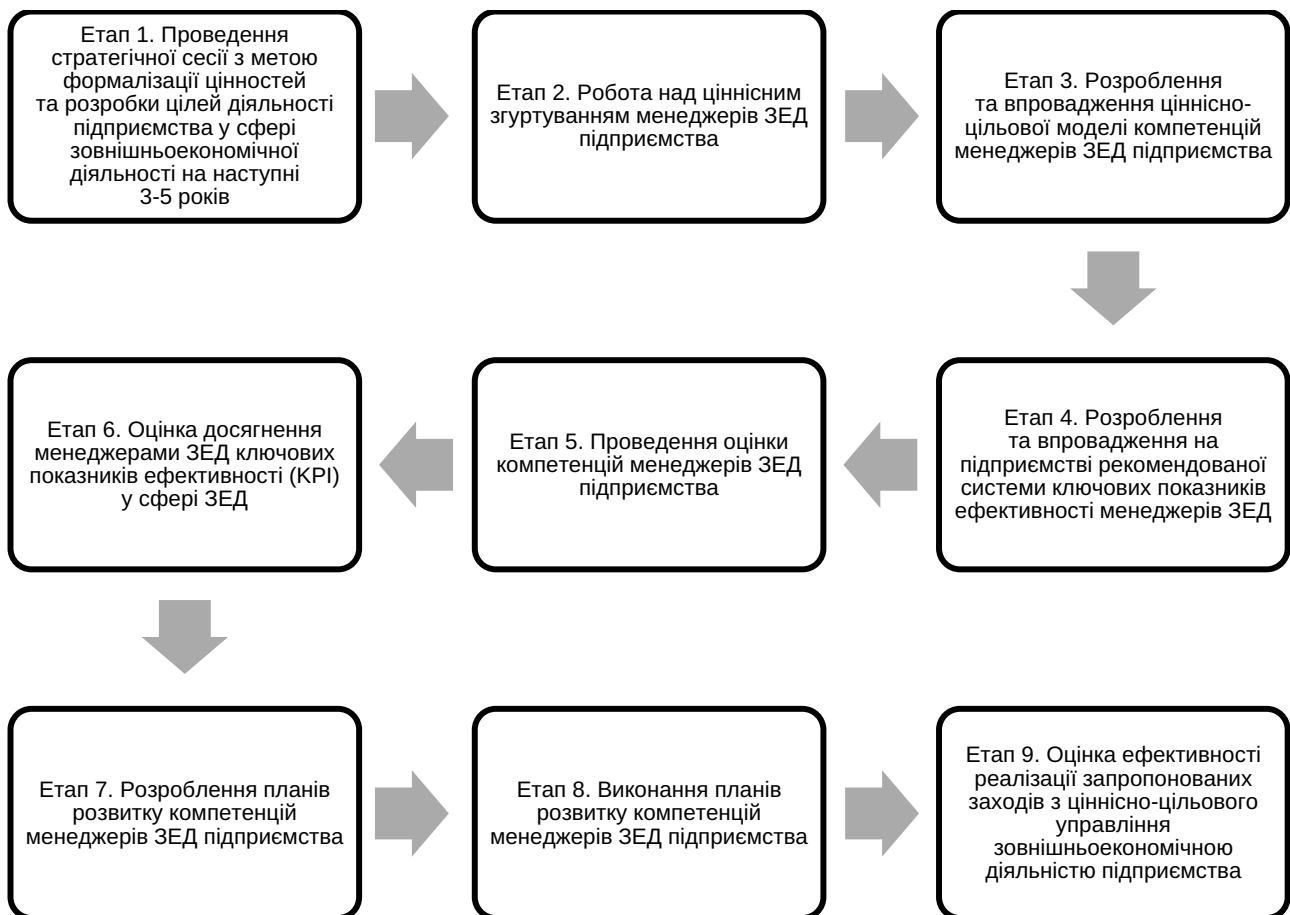 Етап 1. Проведення
стратегічної сесії з метою
формалізації цінностей
та розробки цілей діяльності
підприємства у сфері
зовнішньоекономічної
діяльності на наступні
3-5 років
Етап 2. Робота над ціннісним
згуртуванням менеджерів ЗЕД
підприємства
Етап 3. Розроблення
та впровадження ціннісно-
цільової моделі компетенцій
менеджерів ЗЕД підприємства
Етап 4. Розроблення
та впровадження на
підприємстві рекомендованої
системи ключових показників
ефективності менеджерів ЗЕД
Етап 5. Проведення оцінки
компетенцій менеджерів ЗЕД
підприємства
Етап 6. Оцінка досягнення
менеджерами ЗЕД ключових
показників ефективності (KPI)
у сфері ЗЕД
Етап 7. Розроблення планів
розвитку компетенцій
менеджерів ЗЕД підприємства
Етап 8. Виконання планів
розвитку компетенцій
менеджерів ЗЕД підприємства
Етап 9. Оцінка ефективності
реалізації запропонованих
заходів з ціннісно-цільового
управління
зовнішньоекономічною
діяльністю підприємства